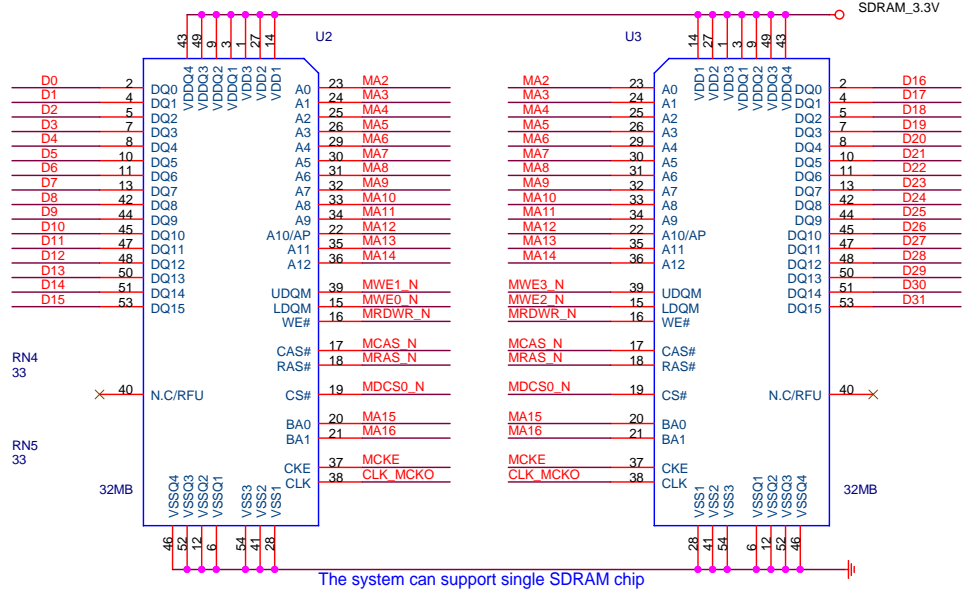 SDRAM_3.3V
U2
U3
43 49 9 3 1 27 14
14 27 1 3 9 49 43
VDDQ4 VDDQ3 VDDQ2 VDDQ1 VDD3 VDD2 VDD1
VDD1 VDD2 VDD3 VDDQ1 VDDQ2 VDDQ3 VDDQ4
D0 2 DQ0 A0 23 MA2
D1 4 DQ1 A1 24 MA3
D2 5 DQ2 A2 25 MA4
D3 7 DQ3 A3 26 MA5
D4 8 DQ4 A4 29 MA6
D5 10 DQ5 A5 30 MA7
D6 11 DQ6 A6 31 MA8
D7 13 DQ7 A7 32 MA9
D8 42 DQ8 A8 33 MA10
D9 44 DQ9 A9 34 MA11
D10 45 DQ10 A10/AP 22 MA12
D11 47 DQ11 A11 35 MA13
D12 48 DQ12 A12 36 MA14
D13 50 DQ13
D14 51 DQ14 UDQM 39 MWE1_N
D15 53 DQ15 LDQM 15 MWE0_N
WE# 16 MRDWR_N
CAS# 17 MCAS_N
RAS# 18 MRAS_N
RN4
33
40 N.C/RFU CS# 19 MDCS0_N
BA0 20 MA15
BA1 21 MA16
RN5
33
CKE 37 MCKE
CLK 38 CLK_MCKO
32MB
VSSQ4 VSSQ3 VSSQ2 VSSQ1 VSS3 VSS2 VSS1
46 52 12 6 54 41 28
MA2 23 A0 DQ0 2 D16
MA3 24 A1 DQ1 4 D17
MA4 25 A2 DQ2 5 D18
MA5 26 A3 DQ3 7 D19
MA6 29 A4 DQ4 8 D20
MA7 30 A5 DQ5 10 D21
MA8 31 A6 DQ6 11 D22
MA9 32 A7 DQ7 13 D23
MA10 33 A8 DQ8 42 D24
MA11 34 A9 DQ9 44 D25
MA12 22 A10/AP DQ10 45 D26
MA13 35 A11 DQ11 47 D27
MA14 36 A12 DQ12 48 D28
DQ13 50 D29
MWE3_N 39 UDQM DQ14 51 D30
MWE2_N 15 LDQM DQ15 53 D31
MRDWR_N 16 WE#
MCAS_N 17 CAS#
MRAS_N 18 RAS#
MDCS0_N 19 CS# N.C/RFU 40
MA15 20 BA0
MA16 21 BA1
MCKE 37 CKE
CLK_MCKO 38 CLK
32MB
VSS1 VSS2 VSS3 VSSQ1 VSSQ2 VSSQ3 VSSQ4
28 41 54 6 12 52 46
The system can support single SDRAM chip